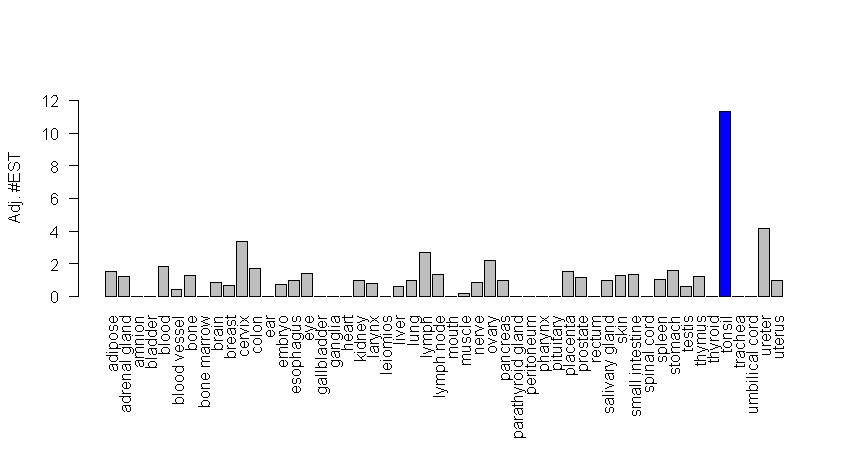 12
10
8
6
4
2
0
Adj. #EST
adipose
adrenal gland
amnion
bladder
blood
blood vessel
bone
bone marrow
brain
breast
cervix
colon
ear
embryo
esophagus
eye
gallbladder
ganglia
heart
kidney
larynx
leiomios
liver
lung
lymph
lymph node
mouth
muscle
nerve
ovary
pancreas
parathyroid gland
peritoneum
pharynx
pituitary
placenta
prostate
rectum
salivary gland
skin
small intestine
spinal cord
spleen
stomach
testis
thymus
thyroid
tonsil
trachea
umbilical cord
ureter
uterus